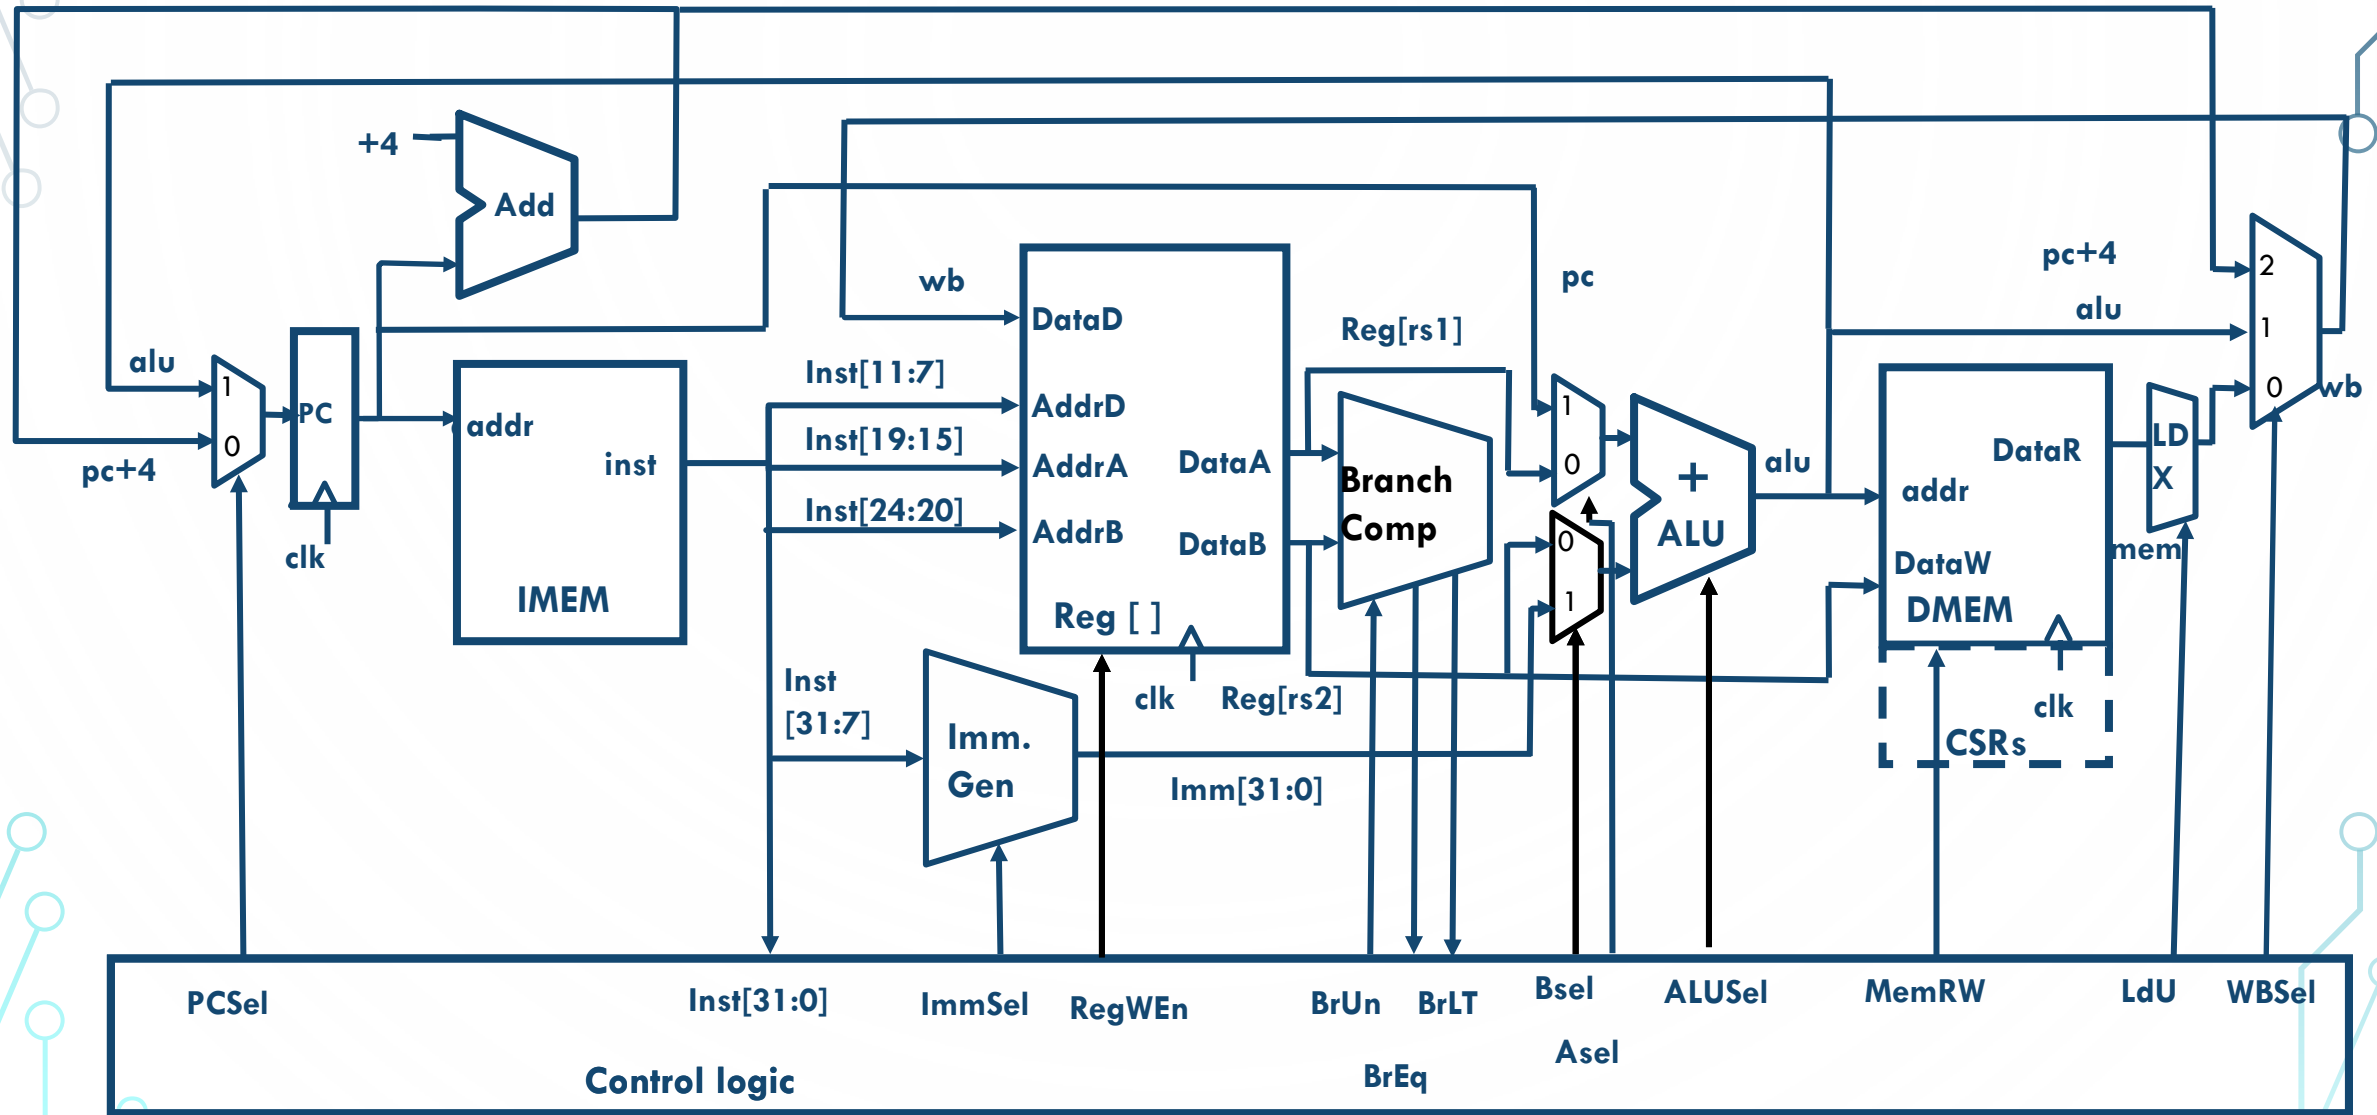 +4
Add
wb
DataD
pc
pc+4
2
alu
1
Reg[rs1]
alu
1
0
wb
pc+4
0
PC
clk
addr
inst
IMEM
Inst[11:7]
AddrD
Inst[19:15]
AddrA
Inst[24:20]
AddrB
DataA
DataB
Reg [ ]
clk
Reg[rs2]
Branch
Comp
1
0
0
1
+
ALU
alu
addr
DataR
DataW
DMEM
clk
CSRs
LD
X
mem
Inst
[31:7]
Imm.
Gen
Imm[31:0]
PCSel
Inst[31:0]
ImmSel
RegWEn
BrUn
BrLT
Bsel
ALUSel
MemRW
LdU
WBSel
Asel
BrEq
Control logic